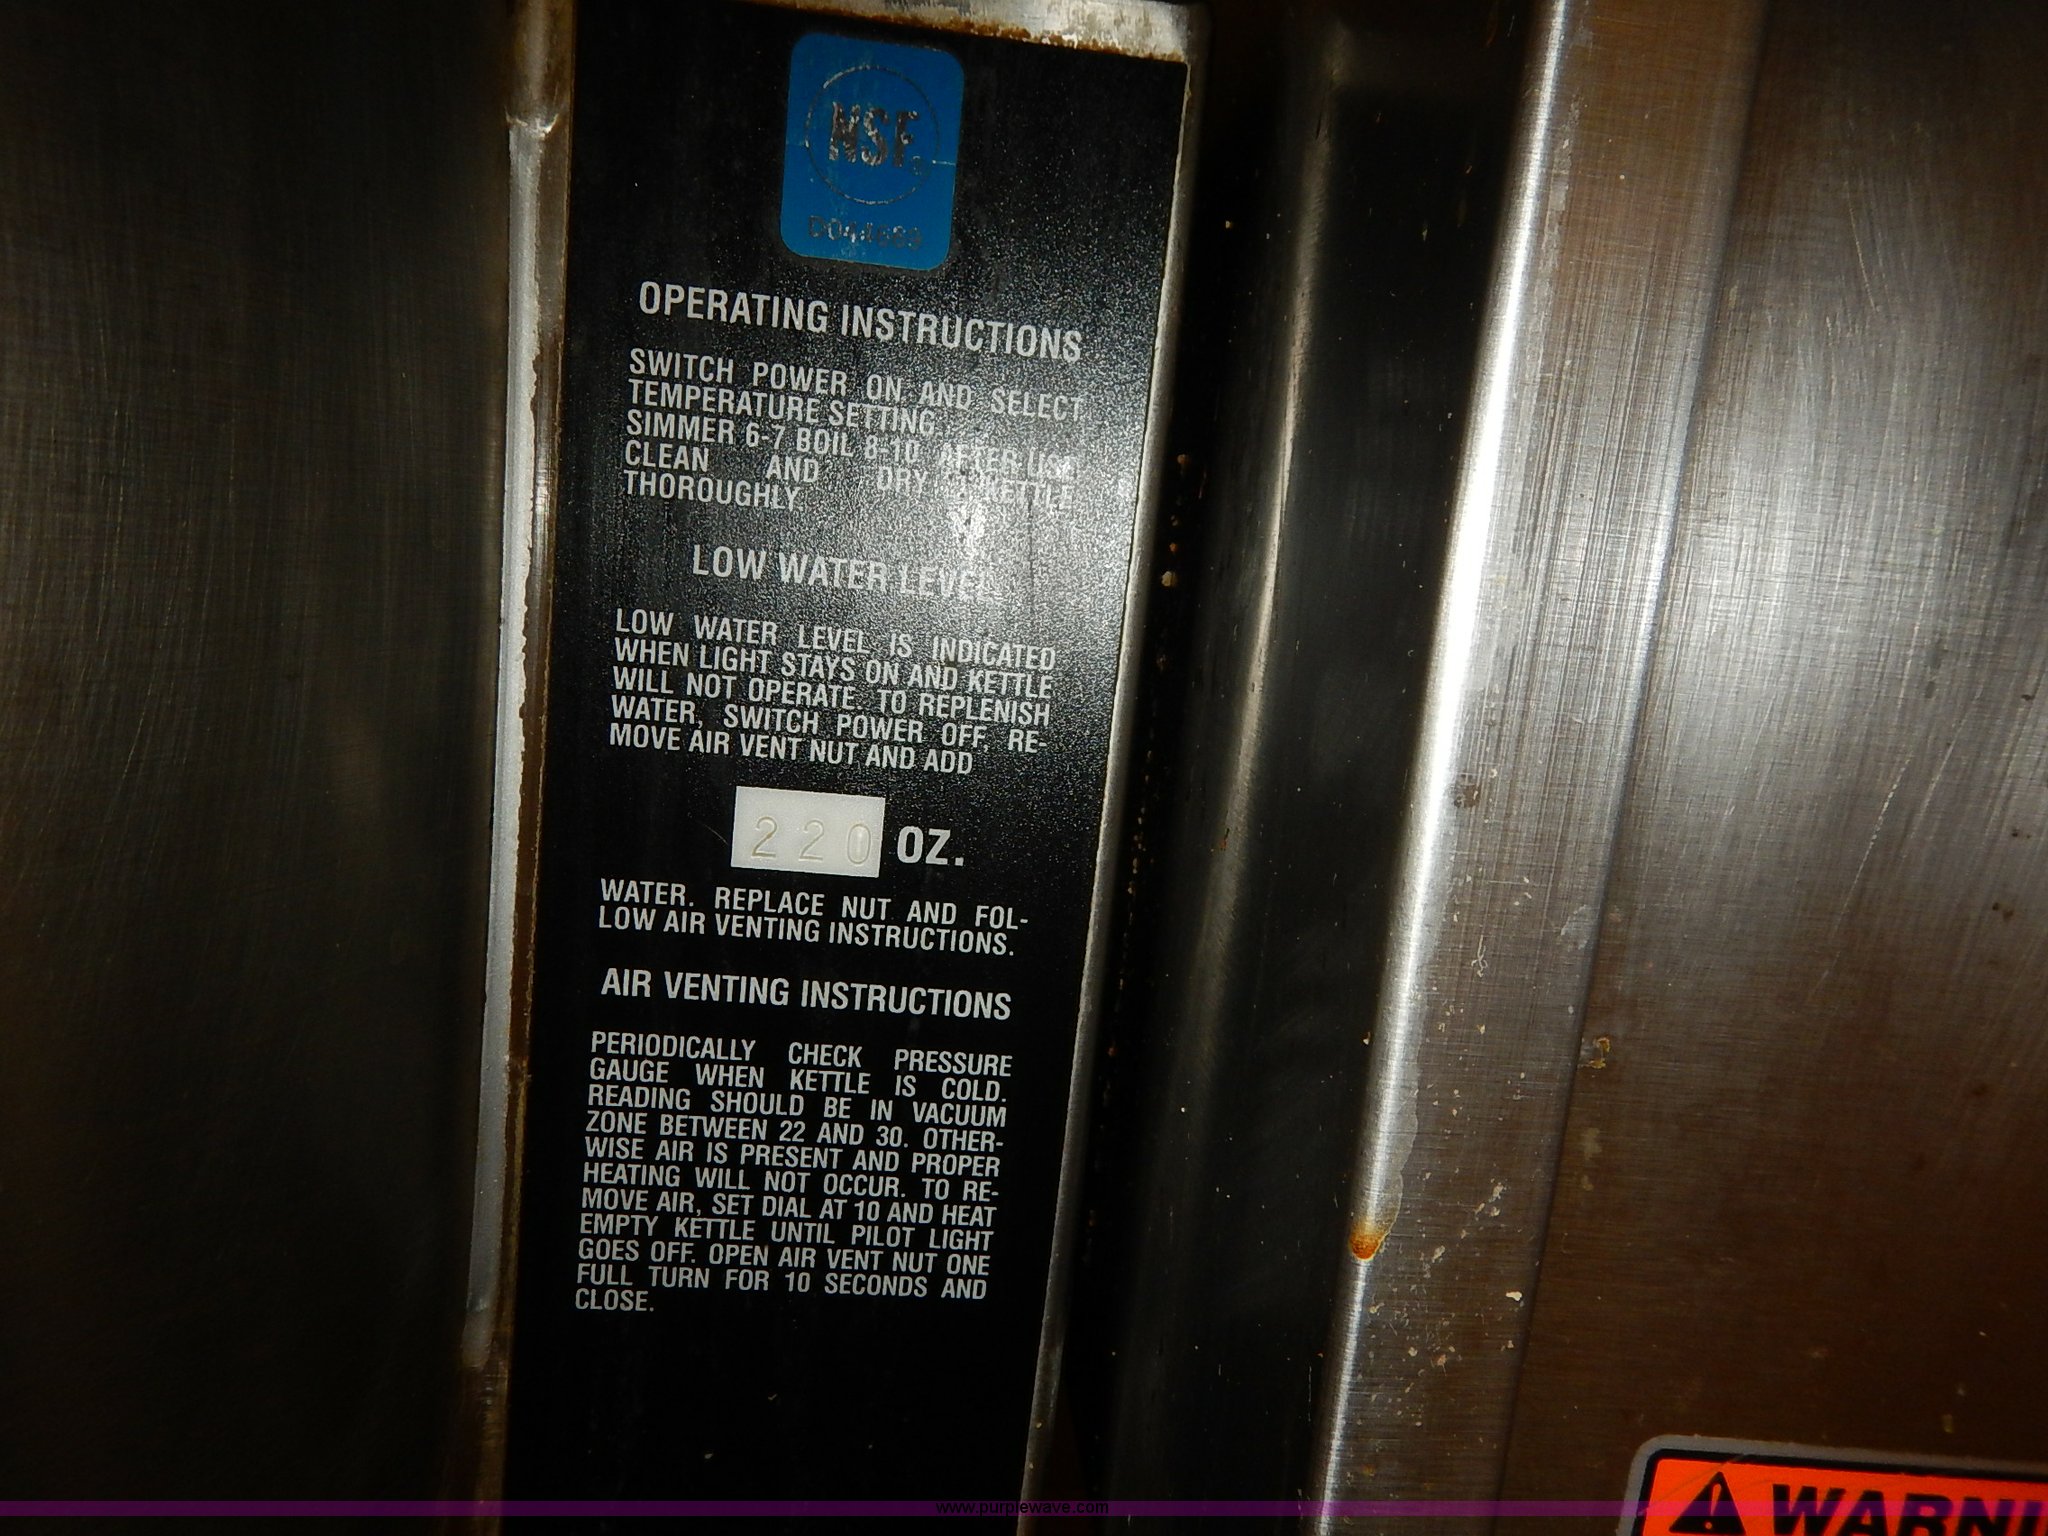 NSF
OPERATING INSTRUCTIONS
SWITCH POWER ON AND SELECT
TEMPERATURE SETTING.
SIMMER 6-7 BOIL 8-10. AFTER USE
CLEAN AND DRY KETTLE
THOROUGHLY.
LOW WATER LEVEL
LOW WATER LEVEL IS INDICATED
WHEN LIGHT STAYS ON AND KETTLE
WILL NOT OPERATE. TO REPLENISH
WATER, SWITCH POWER OFF, RE-
MOVE AIR VENT NUT AND ADD
220 OZ.
WATER. REPLACE NUT AND FOL-
LOW AIR VENTING INSTRUCTIONS.
AIR VENTING INSTRUCTIONS
PERIODICALLY CHECK PRESSURE
GAUGE WHEN KETTLE IS COLD.
READING SHOULD BE IN VACUUM
ZONE BETWEEN 22 AND 30. OTHER-
WISE AIR IS PRESENT AND PROPER
HEATING WILL NOT OCCUR. TO RE-
MOVE AIR, SET DIAL AT 10 AND HEAT
EMPTY KETTLE UNTIL PILOT LIGHT
GOES OFF. OPEN AIR VENT NUT ONE
FULL TURN FOR 10 SECONDS AND
CLOSE.
WARNI
www.purplewave.com